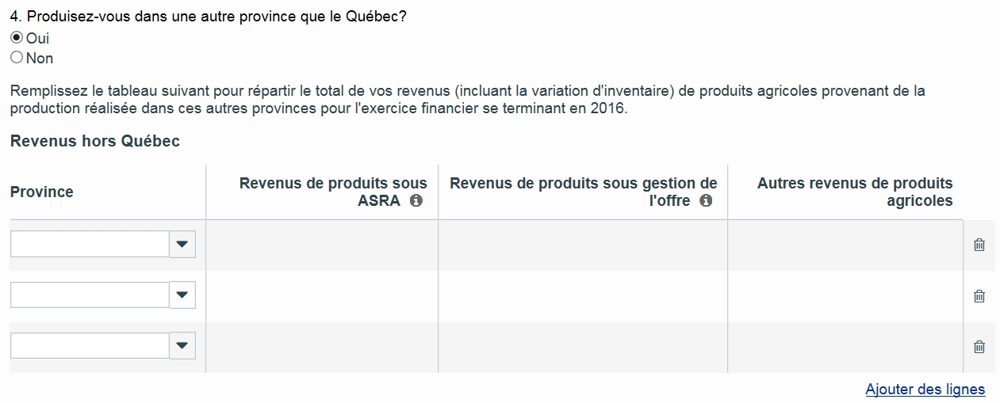 4. Produisez-vous dans une autre province que le Québec?
Oui
Non
Remplissez le tableau suivant pour répartir le total de vos revenus (incluant la variation d'inventaire) de produits agricoles provenant de la
production réalisée dans ces autres provinces pour l'exercice financier se terminant en 2016.
Revenus hors Québec
Province
Revenus de produits sous
ASRA
Revenus de produits sous gestion de
l'offre
Autres revenus de produits
agricoles
Ajouter des lignes